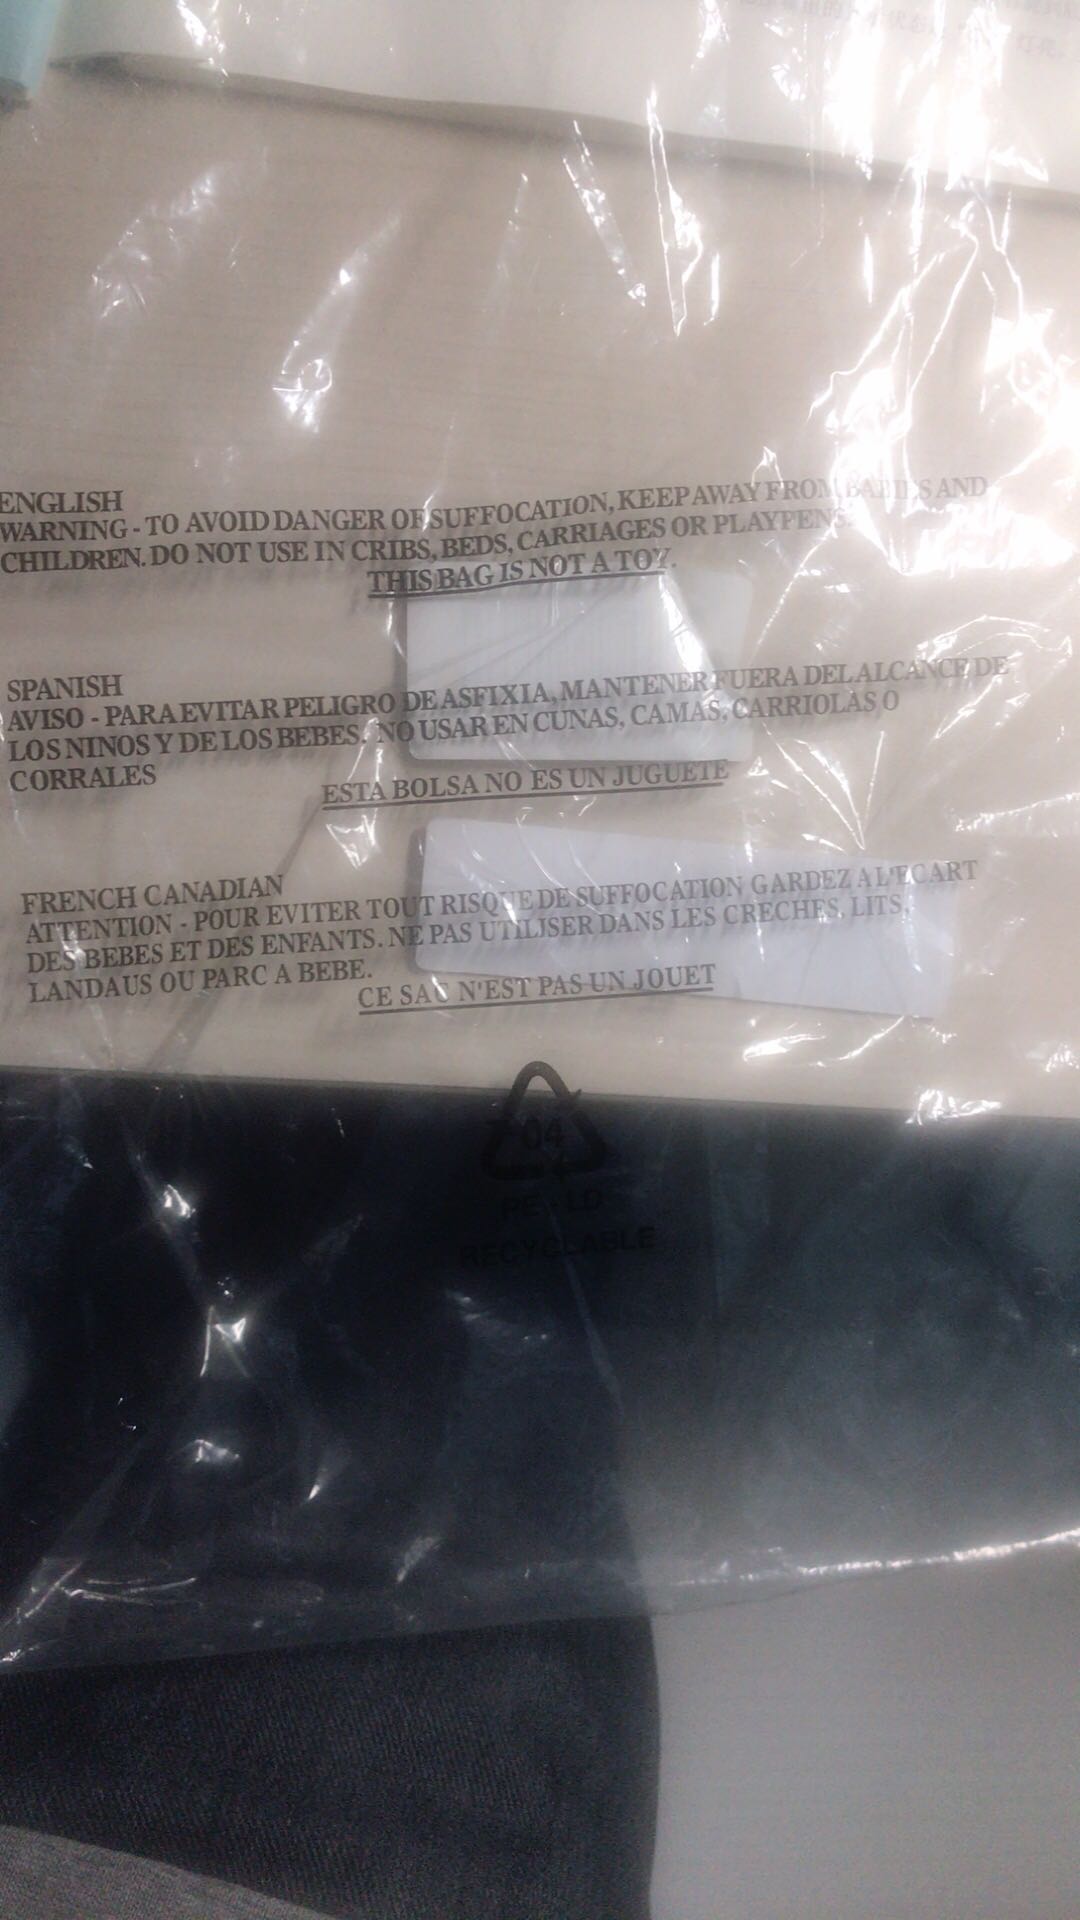 ENGLISH
WARNING - TO AVOID DANGER OF SUFFOCATION, KEEP AWAY FROM BABIES AND
CHILDREN. DO NOT USE IN CRIBS, BEDS, CARRIAGES OR PLAYPENS.
THIS BAG IS NOT A TOY.
SPANISH
AVISO - PARA EVITAR PELIGRO DE ASFIXIA, MANTENER FUERA DEL ALCANCE DE
LOS NINOS Y DE LOS BEBES. NO USAR EN CUNAS, CAMAS, CARRIOLAS O
CORRALES
ESTA BOLSA NO ES UN JUGUETE
FRENCH CANADIAN
ATTENTION - POUR EVITER TOUT RISQUE DE SUFFOCATION GARDEZ A L'ECART
DES BEBES ET DES ENFANTS. NE PAS UTILISER DANS LES CRECHES, LITS,
LANDAUS OU PARC A BEBE.
CE SAC N'EST PAS UN JOUET
04
PE-LD
RECYCLABLE